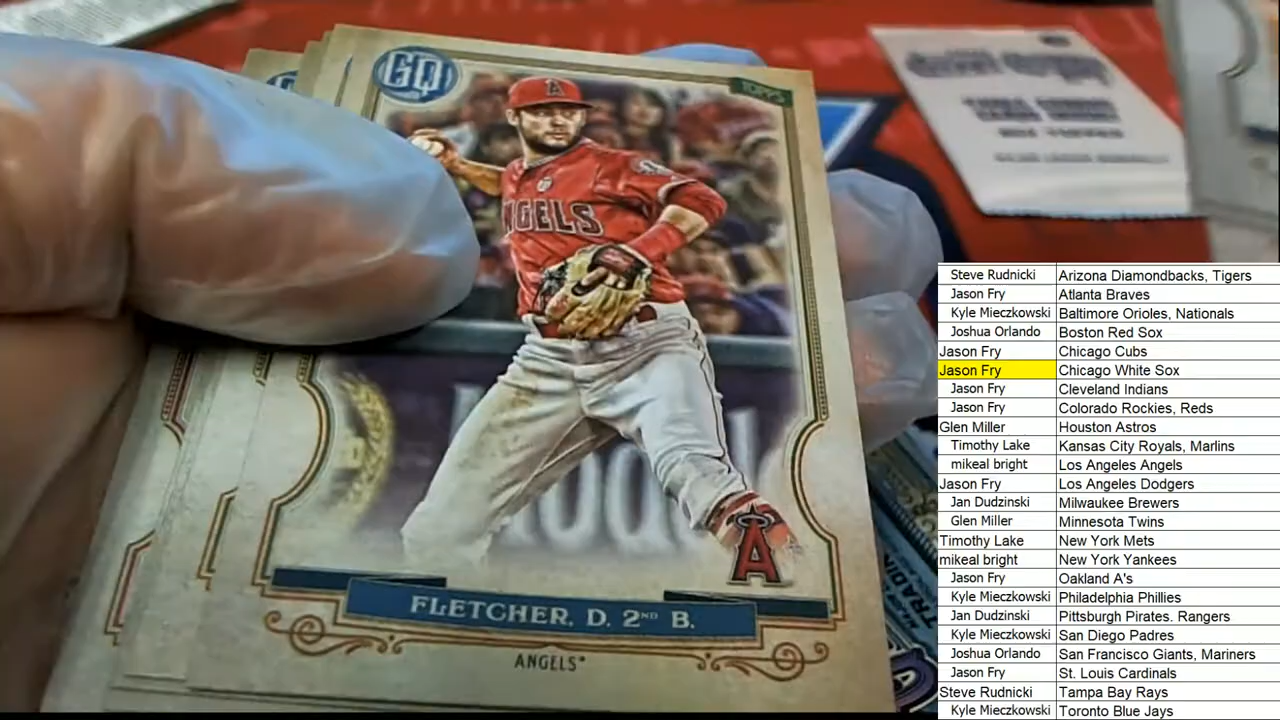 GQ
TOPPS
A
ANGELS
FLETCHER, D. 2ND B.
ANGELS
Steve Rudnicki Arizona Diamondbacks, Tigers
Jason Fry Atlanta Braves
Kyle Mieczkowski Baltimore Orioles, Nationals
Joshua Orlando Boston Red Sox
Jason Fry Chicago Cubs
Jason Fry Chicago White Sox
Jason Fry Cleveland Indians
Jason Fry Colorado Rockies, Reds
Glen Miller Houston Astros
Timothy Lake Kansas City Royals, Marlins
mikeal bright Los Angeles Angels
Jason Fry Los Angeles Dodgers
Jan Dudzinski Milwaukee Brewers
Glen Miller Minnesota Twins
Timothy Lake New York Mets
mikeal bright New York Yankees
Jason Fry Oakland A's
Kyle Mieczkowski Philadelphia Phillies
Jan Dudzinski Pittsburgh Pirates. Rangers
Kyle Mieczkowski San Diego Padres
Joshua Orlando San Francisco Giants, Mariners
Jason Fry St. Louis Cardinals
Steve Rudnicki Tampa Bay Rays
Kyle Mieczkowski Toronto Blue Jays